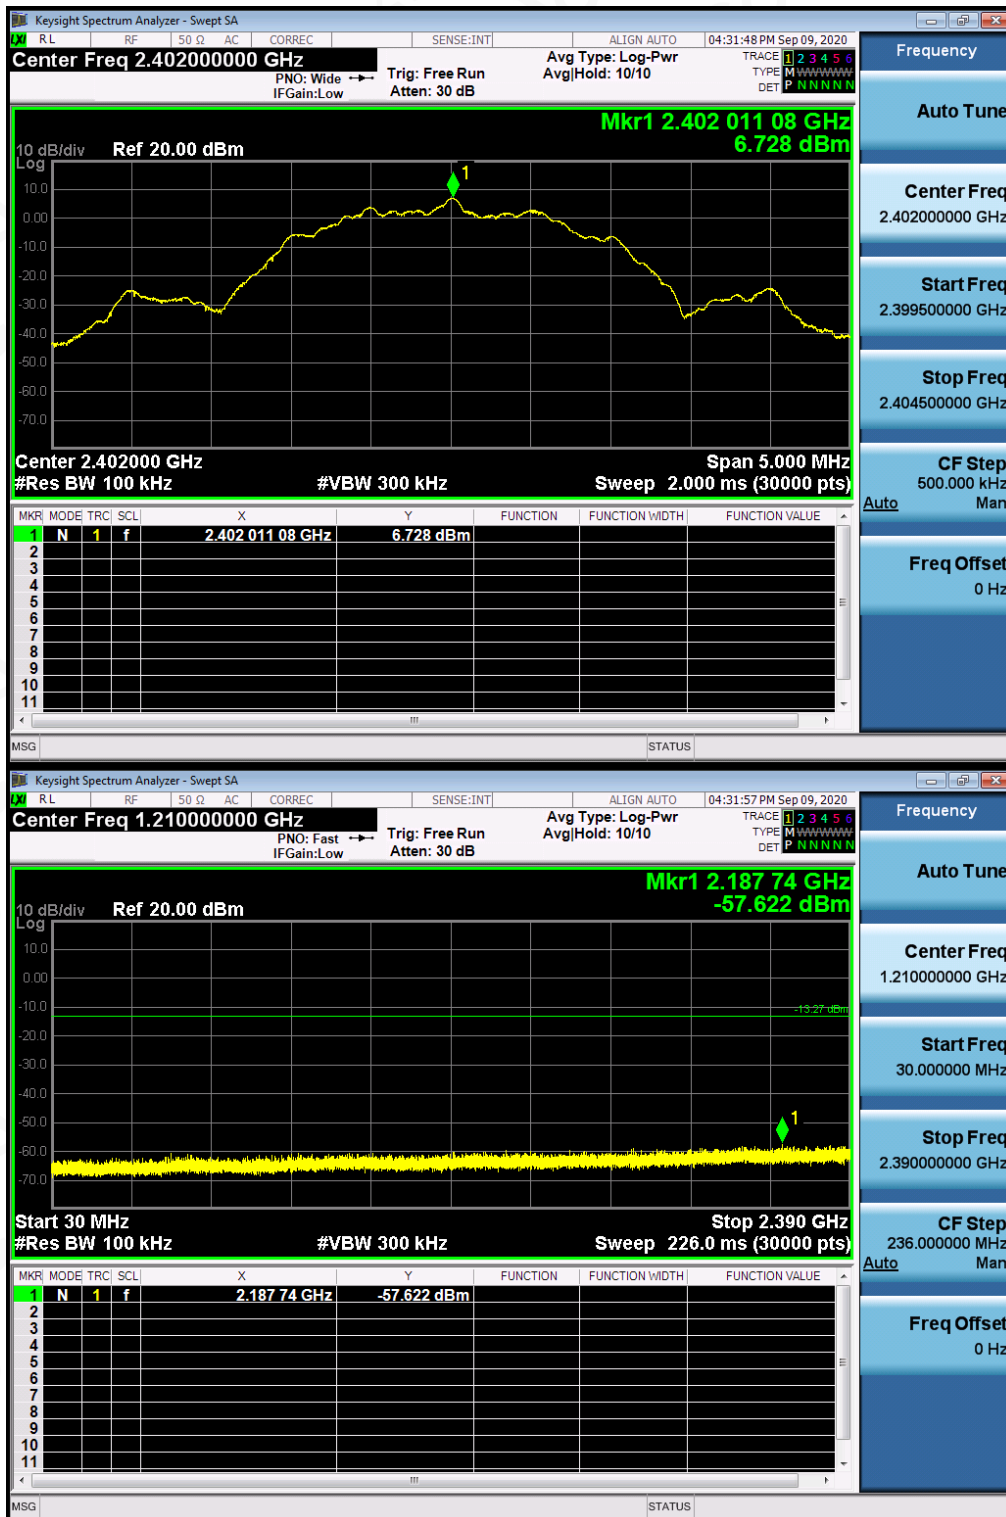 Keysight Spectrum Analyzer - Swept SA
LXI RL RF 50 Ω AC CORREC SENSE:INT ALIGN AUTO 04:31:48 PM Sep 09, 2020
Center Freq 2.402000000 GHz
PNO: Wide
IFGain:Low
Trig: Free Run
Atten: 30 dB
Avg Type: Log-Pwr
Avg|Hold: 10/10
TRACE 1 2 3 4 5 6
TYPE M WWWWW
DET P N N N N N
Mkr1 2.402 011 08 GHz
6.728 dBm
10 dB/div Ref 20.00 dBm
Log
1
10.0
0.00
-10.0
-20.0
-30.0
-40.0
-50.0
-60.0
-70.0
Center 2.402000 GHz Span 5.000 MHz
#Res BW 100 kHz #VBW 300 kHz Sweep 2.000 ms (30000 pts)
MKR MODE TRC SCL X Y FUNCTION FUNCTION WIDTH FUNCTION VALUE
1 N 1 f 2.402 011 08 GHz 6.728 dBm
2
3
4
5
6
7
8
9
10
11
MSG STATUS
Frequency
Auto Tune
Center Freq
2.402000000 GHz
Start Freq
2.399500000 GHz
Stop Freq
2.404500000 GHz
CF Step
500.000 kHz
Auto Man
Freq Offset
0 Hz
Keysight Spectrum Analyzer - Swept SA
LXI RL RF 50 Ω AC CORREC SENSE:INT ALIGN AUTO 04:31:57 PM Sep 09, 2020
Center Freq 1.210000000 GHz
PNO: Fast
IFGain:Low
Trig: Free Run
Atten: 30 dB
Avg Type: Log-Pwr
Avg|Hold: 10/10
TRACE 1 2 3 4 5 6
TYPE M WWWWW
DET P N N N N N
Mkr1 2.187 74 GHz
-57.622 dBm
10 dB/div Ref 20.00 dBm
Log
10.0
0.00
-10.0
-13.27 dBm
-20.0
-30.0
-40.0
-50.0
1
-60.0
-70.0
Start 30 MHz Stop 2.390 GHz
#Res BW 100 kHz #VBW 300 kHz Sweep 226.0 ms (30000 pts)
MKR MODE TRC SCL X Y FUNCTION FUNCTION WIDTH FUNCTION VALUE
1 N 1 f 2.187 74 GHz -57.622 dBm
2
3
4
5
6
7
8
9
10
11
MSG STATUS
Frequency
Auto Tune
Center Freq
1.210000000 GHz
Start Freq
30.000000 MHz
Stop Freq
2.390000000 GHz
CF Step
236.000000 MHz
Auto Man
Freq Offset
0 Hz